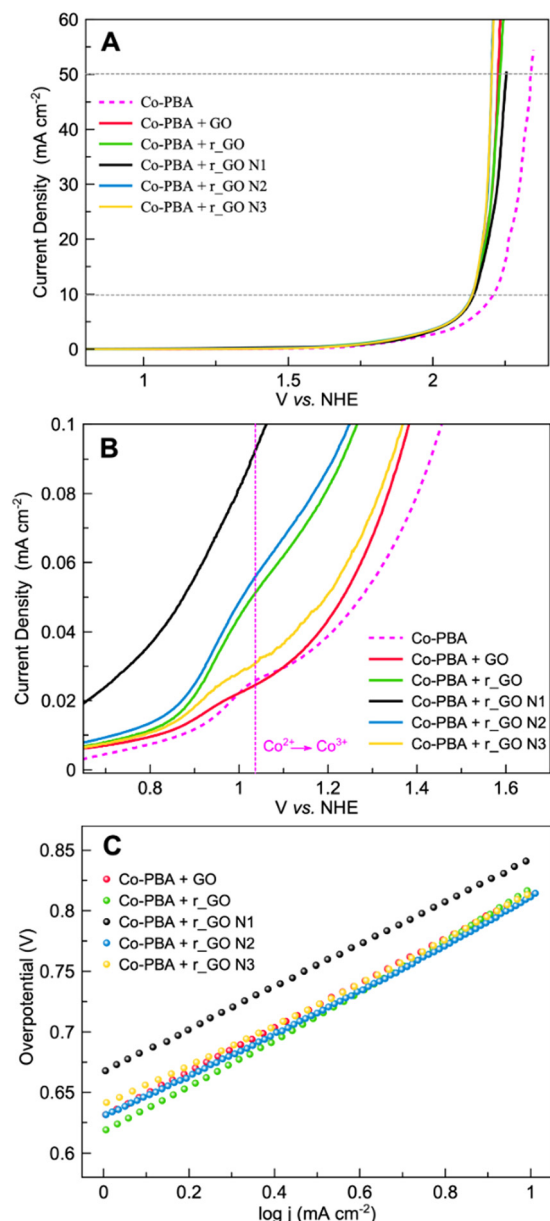 A
60
50
40
30
20
10
0
Current Density (mA cm⁻²)
Co-PBA
Co-PBA + GO
Co-PBA + r_GO
Co-PBA + r_GO N1
Co-PBA + r_GO N2
Co-PBA + r_GO N3
1
1.5
2
V vs. NHE
B
0.1
0.08
0.06
0.04
0.02
0
Current Density (mA cm⁻²)
Co-PBA
Co-PBA + GO
Co-PBA + r_GO
Co-PBA + r_GO N1
Co-PBA + r_GO N2
Co-PBA + r_GO N3
Co²⁺→ Co³⁺
0.8
1
1.2
1.4
1.6
V vs. NHE
C
0.85
0.8
0.75
0.7
0.65
0.6
Overpotential (V)
Co-PBA + GO
Co-PBA + r_GO
Co-PBA + r_GO N1
Co-PBA + r_GO N2
Co-PBA + r_GO N3
0
0.2
0.4
0.6
0.8
1
log j (mA cm⁻²)